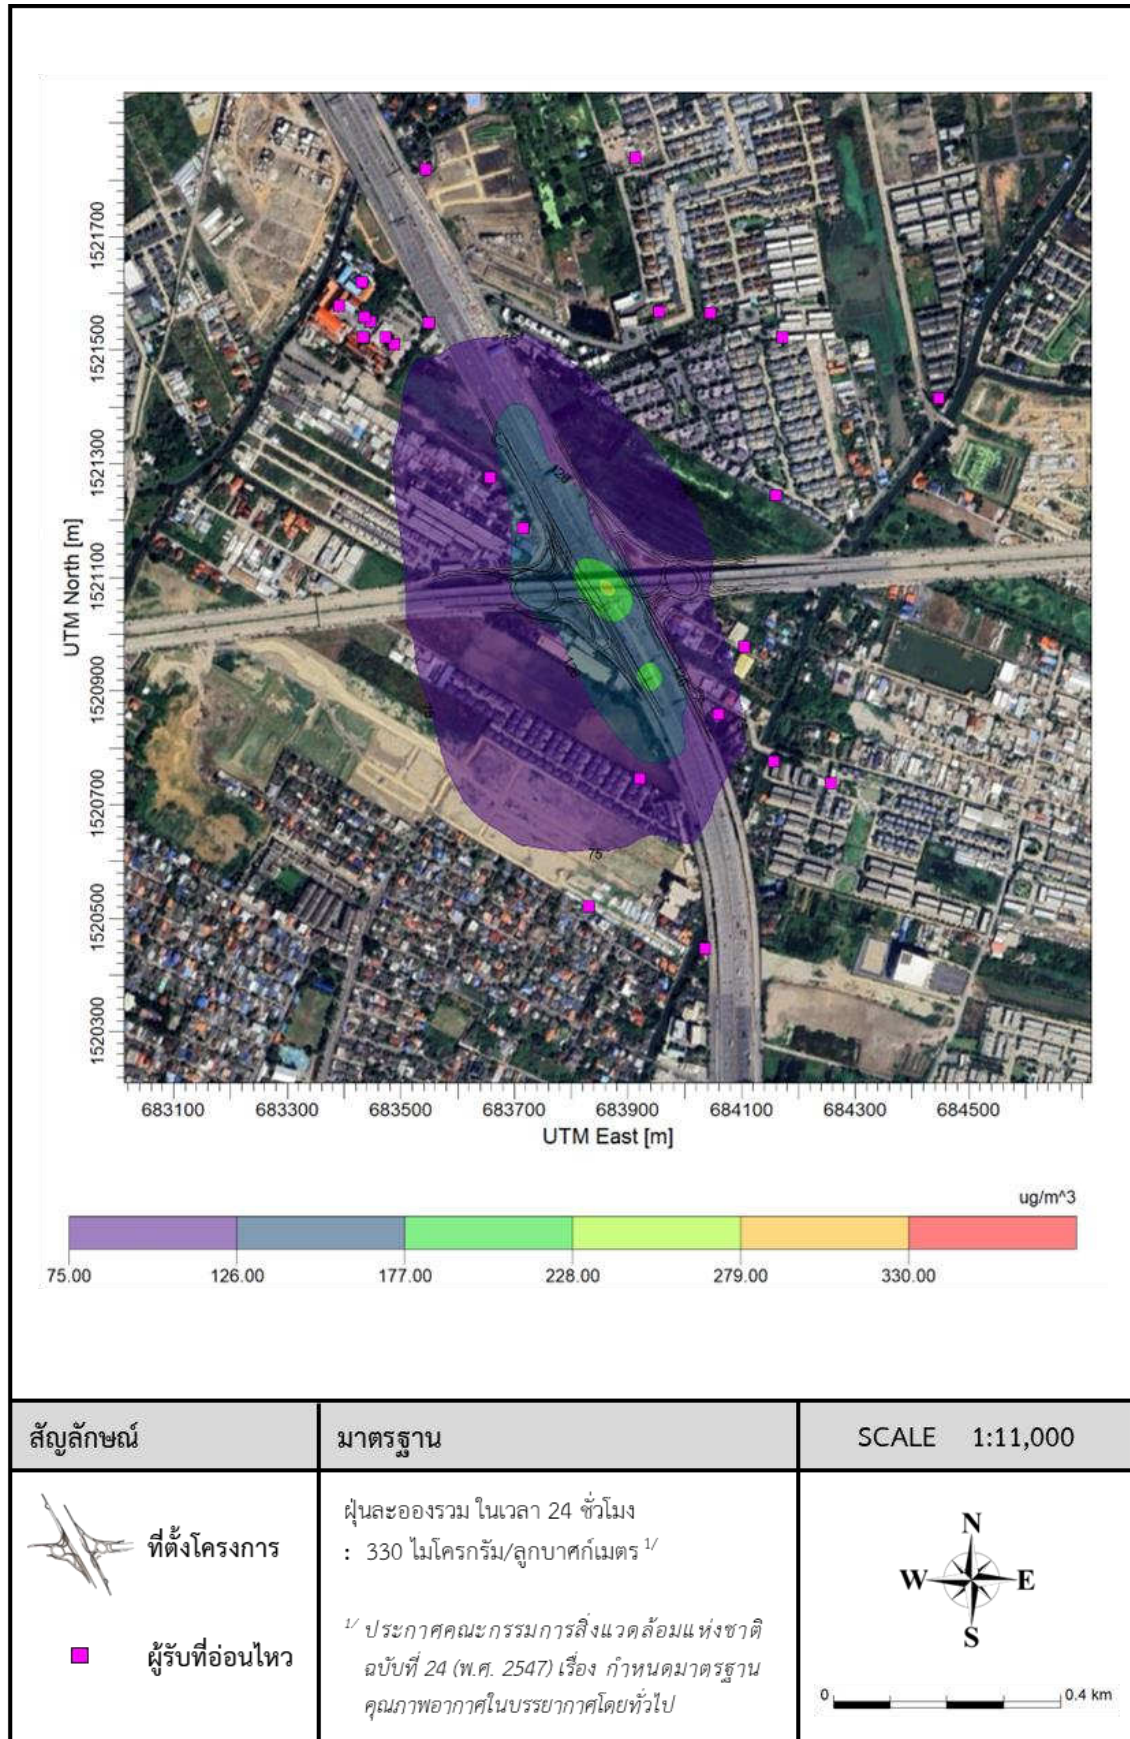 1521700
1521500
1521300
1521100
1520900
1520700
1520500
1520300
UTM North [m]
75
126
75
683100 683300 683500 683700 683900 684100 684300 684500
UTM East [m]
ug/m^3
75.00 126.00 177.00 228.00 279.00 330.00
สัญลักษณ์
ที่ตั้งโครงการ
ผู้รับที่อ่อนไหว
มาตรฐาน
ฝุ่นละอองรวม ในเวลา 24 ชั่วโมง
: 330 ไมโครกรัม/ลูกบาศก์เมตร 1/
1/ ประกาศคณะกรรมการสิ่งแวดล้อมแห่งชาติ
ฉบับที่ 24 (พ.ศ. 2547) เรื่อง กำหนดมาตรฐาน
คุณภาพอากาศในบรรยากาศโดยทั่วไป
SCALE 1:11,000
N
W E
S
0 0.4 km